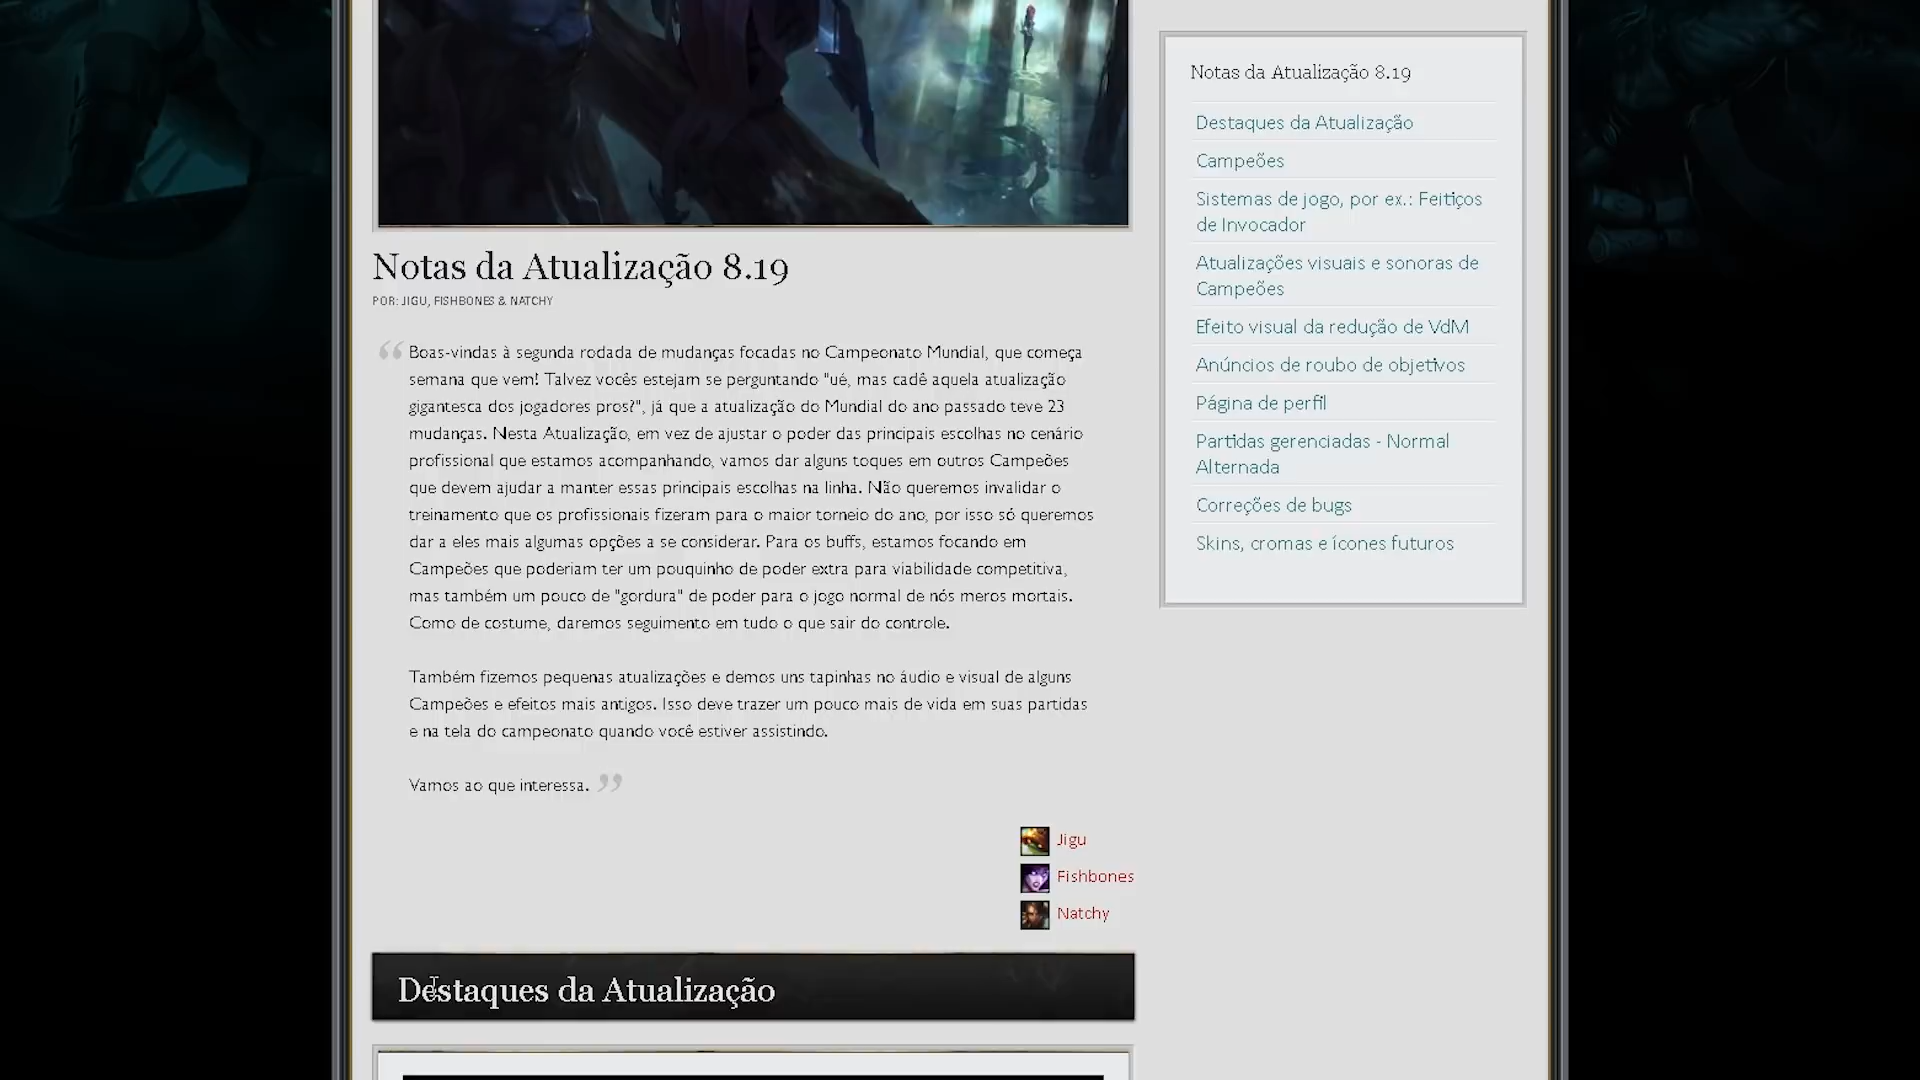 Notas da Atualização 8.19
POR: JIGU, FISHBONES & NATCHY
Boas-vindas à segunda rodada de mudanças focadas no Campeonato Mundial, que começa
semana que vem! Talvez vocês estejam se perguntando "ué, mas cadê aquela atualização
gigantesca dos jogadores pros?", já que a atualização do Mundial do ano passado teve 23
mudanças. Nesta Atualização, em vez de ajustar o poder das principais escolhas no cenário
profissional que estamos acompanhando, vamos dar alguns toques em outros Campeões
que devem ajudar a manter essas principais escolhas na linha. Não queremos invalidar o
treinamento que os profissionais fizeram para o maior torneio do ano, por isso só queremos
dar a eles mais algumas opções a se considerar. Para os buffs, estamos focando em
Campeões que poderiam ter um pouquinho de poder extra para viabilidade competitiva,
mas também um pouco de "gordura" de poder para o jogo normal de nós meros mortais.
Como de costume, daremos seguimento em tudo o que sair do controle.
Também fizemos pequenas atualizações e demos uns tapinhas no áudio e visual de alguns
Campeões e efeitos mais antigos. Isso deve trazer um pouco mais de vida em suas partidas
e na tela do campeonato quando você estiver assistindo.
Vamos ao que interessa.
Jigu
Fishbones
Natchy
Destaques da Atualização
Notas da Atualização 8.19
Destaques da Atualização
Campeões
Sistemas de jogo, por ex.: Feitiços
de Invocador
Atualizações visuais e sonoras de
Campeões
Efeito visual da redução de VdM
Anúncios de roubo de objetivos
Página de perfil
Partidas gerenciadas - Normal
Alternada
Correções de bugs
Skins, cromas e ícones futuros